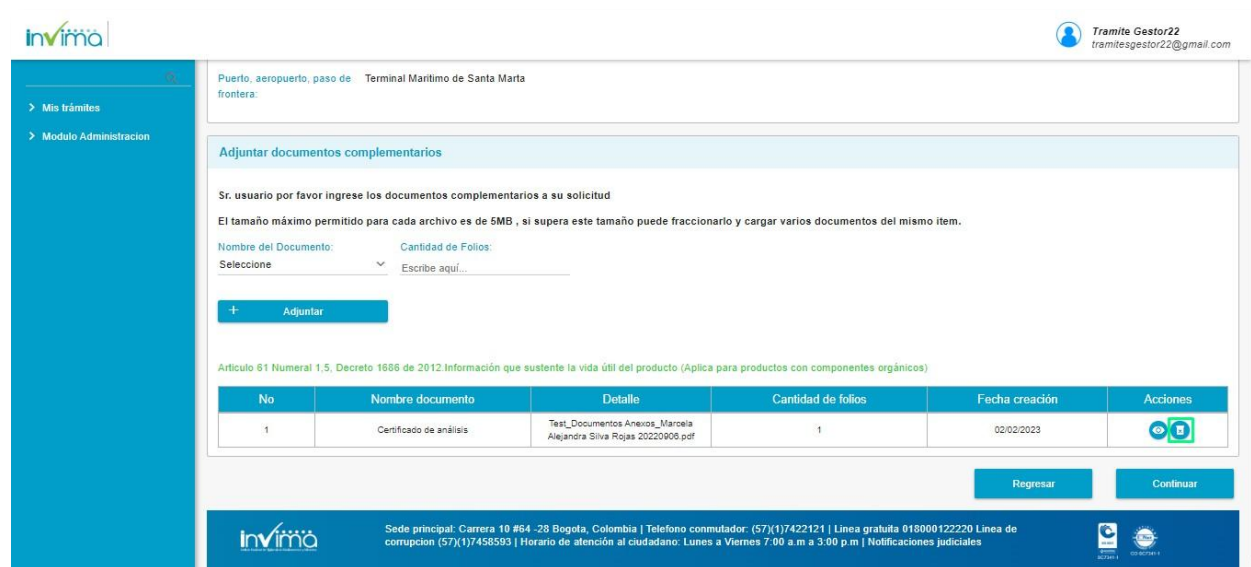 invima
Tramite Gestor22
tramitesgestor22@gmail.com
Mis trámites
Modulo Administracion
Puerto, aeropuerto, paso de frontera:
Terminal Maritimo de Santa Marta
Adjuntar documentos complementarios
Sr. usuario por favor ingrese los documentos complementarios a su solicitud
El tamaño máximo permitido para cada archivo es de 5MB , si supera este tamaño puede fraccionarlo y cargar varios documentos del mismo item.
Nombre del Documento: Cantidad de Folios:
Seleccione Escribe aquí...
+ Adjuntar
Articulo 61 Numeral 1,5, Decreto 1686 de 2012.Información que sustente la vida útil del producto (Aplica para productos con componentes orgánicos)
No Nombre documento Detalle Cantidad de folios Fecha creación Acciones
1 Certificado de análisis Test_Documentos Anexos_Marcela Alejandra Silva Rojas 20220906.pdf 1 02/02/2023
Regresar Continuar
invima
Sede principal: Carrera 10 #64 -28 Bogota, Colombia | Telefono conmutador: (57)(1)7422121 | Linea gratuita 018000122220 Linea de
corrupcion (57)(1)7458593 | Horario de atención al ciudadano: Lunes a Viernes 7:00 a.m a 3:00 p.m | Notificaciones judiciales